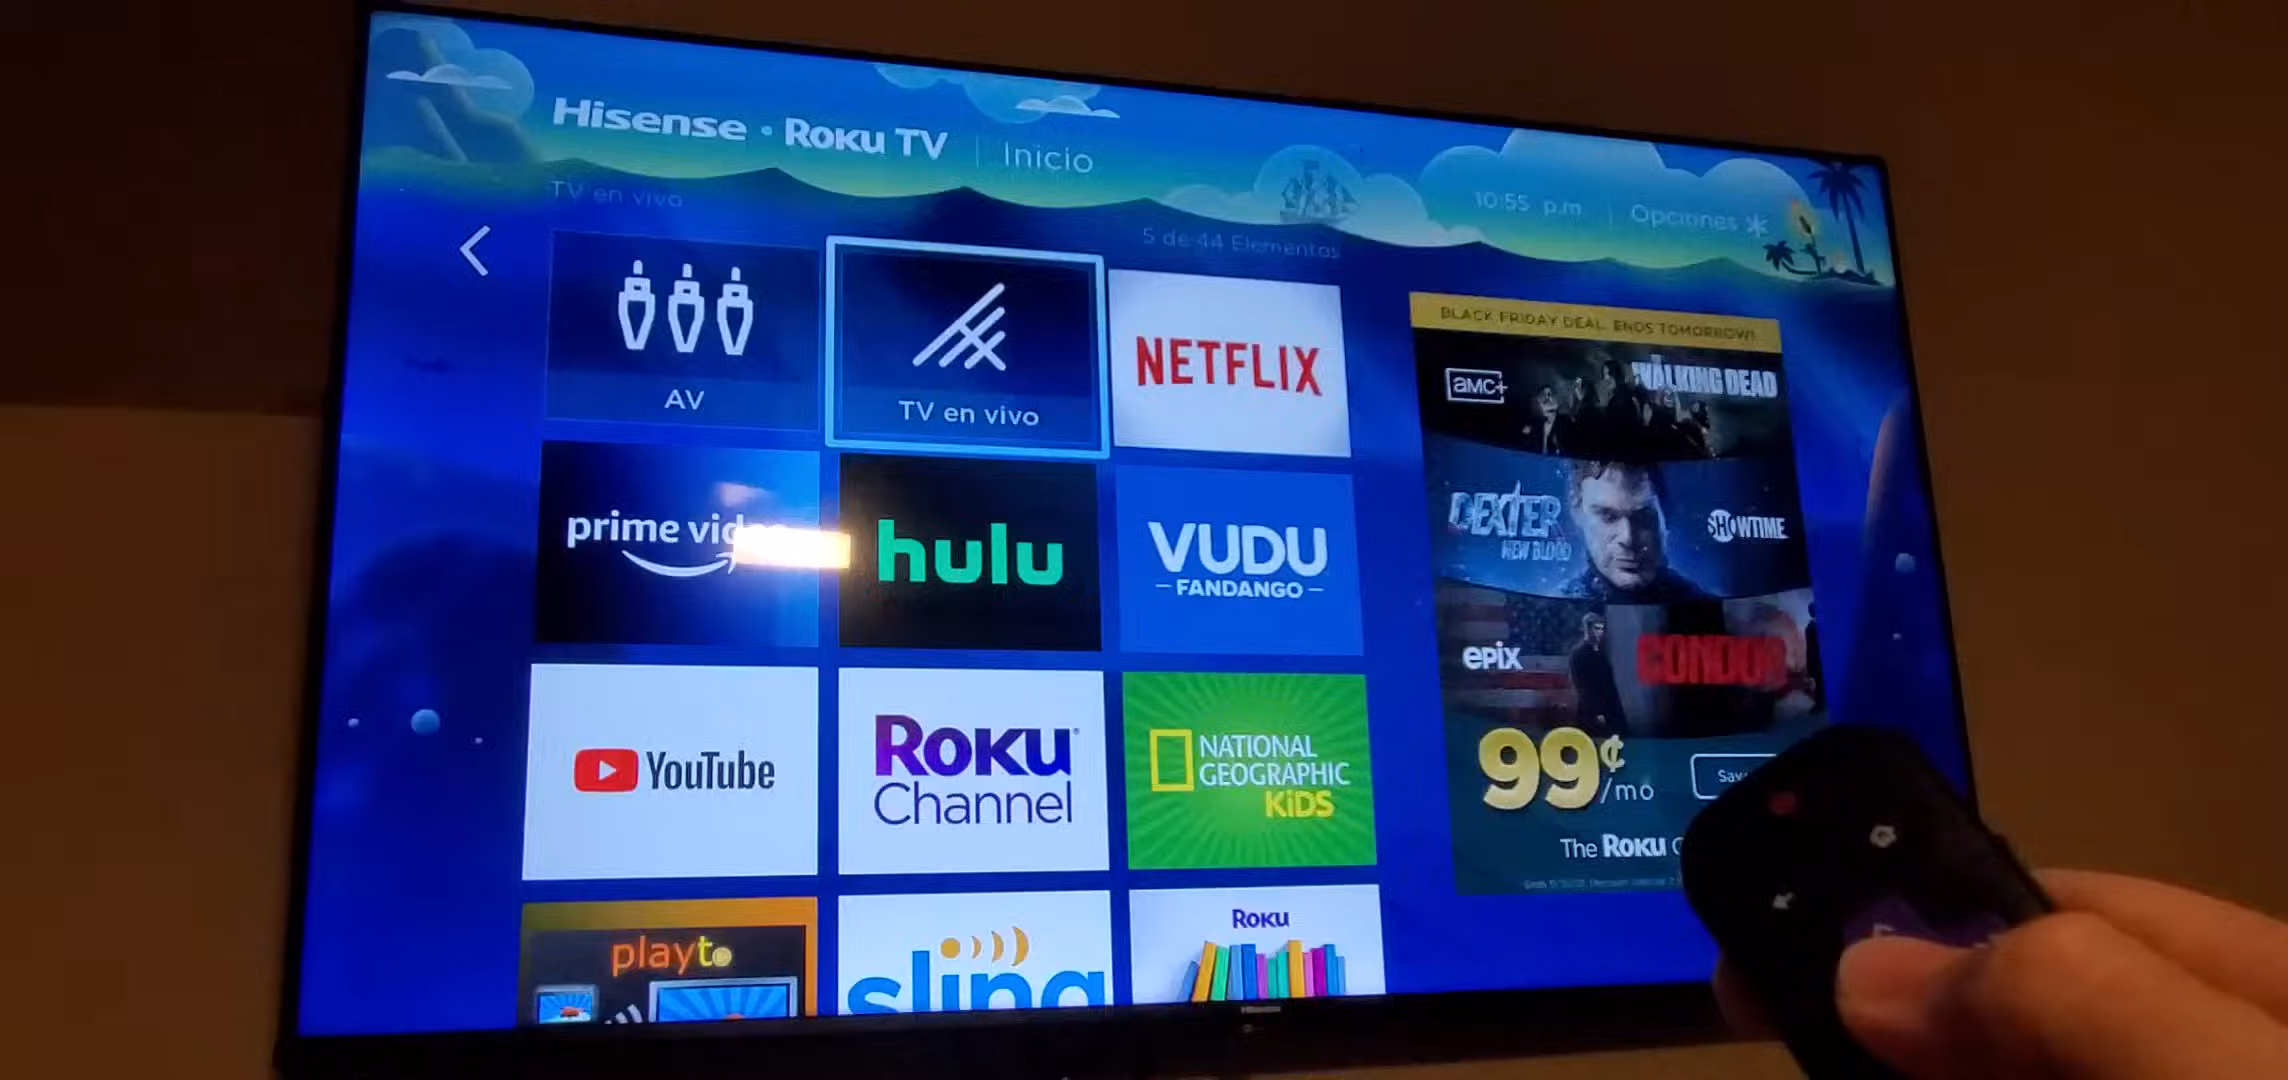 Hisense • Roku TV | Inicio
TV en vivo
5 de 44 Elementos
10:55 p.m.
Opciones
AV
TV en vivo
NETFLIX
prime
hulu
VUDU
FANDANGO
YouTube
Roku
Channel
NATIONAL
GEOGRAPHIC
KiDS
playto
sling
Roku
BLACK FRIDAY DEAL. ENDS TOMORROW!
amc+
WALKING DEAD
DEXTER
NEW BLOOD
SHOWTIME
epix
CONDOR
99¢/mo
The Roku
Hisense